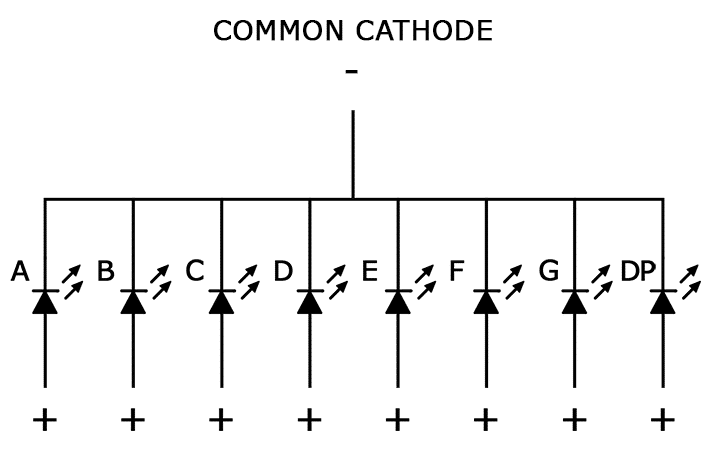 COMMON CATHODE
-
A B C D E F G DP
+ + + + + + + +